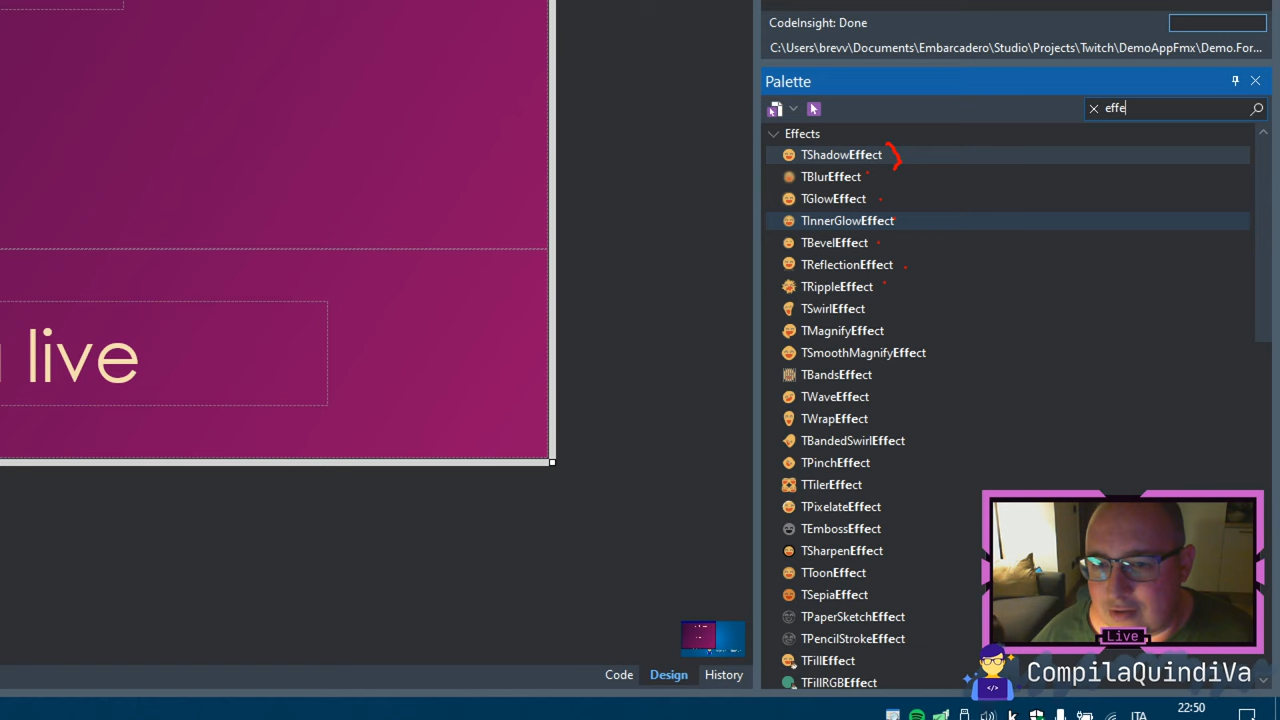 CodeInsight: Done
C:\Users\brevv\Documents\Embarcadero\Studio\Projects\Twitch\DemoAppFmx\Demo.For...
Palette
effe
Effects
TShadowEffect
TBlurEffect
TGlowEffect
TInnerGlowEffect
TBevelEffect
TReflectionEffect
TRippleEffect
TSwirlEffect
live
TMagnifyEffect
TSmoothMagnifyEffect
TBandsEffect
TWaveEffect
TWrapEffect
TBandedSwirlEffect
TPinchEffect
TTilerEffect
TPixelateEffect
TEmbossEffect
TSharpenEffect
TToonEffect
TSepiaEffect
TPaperSketchEffect
TPencilStrokeEffect
TFillEffect
TFillRGBEffect
Live
CompilaQuindiVa
Code Design History
ITA
22:50